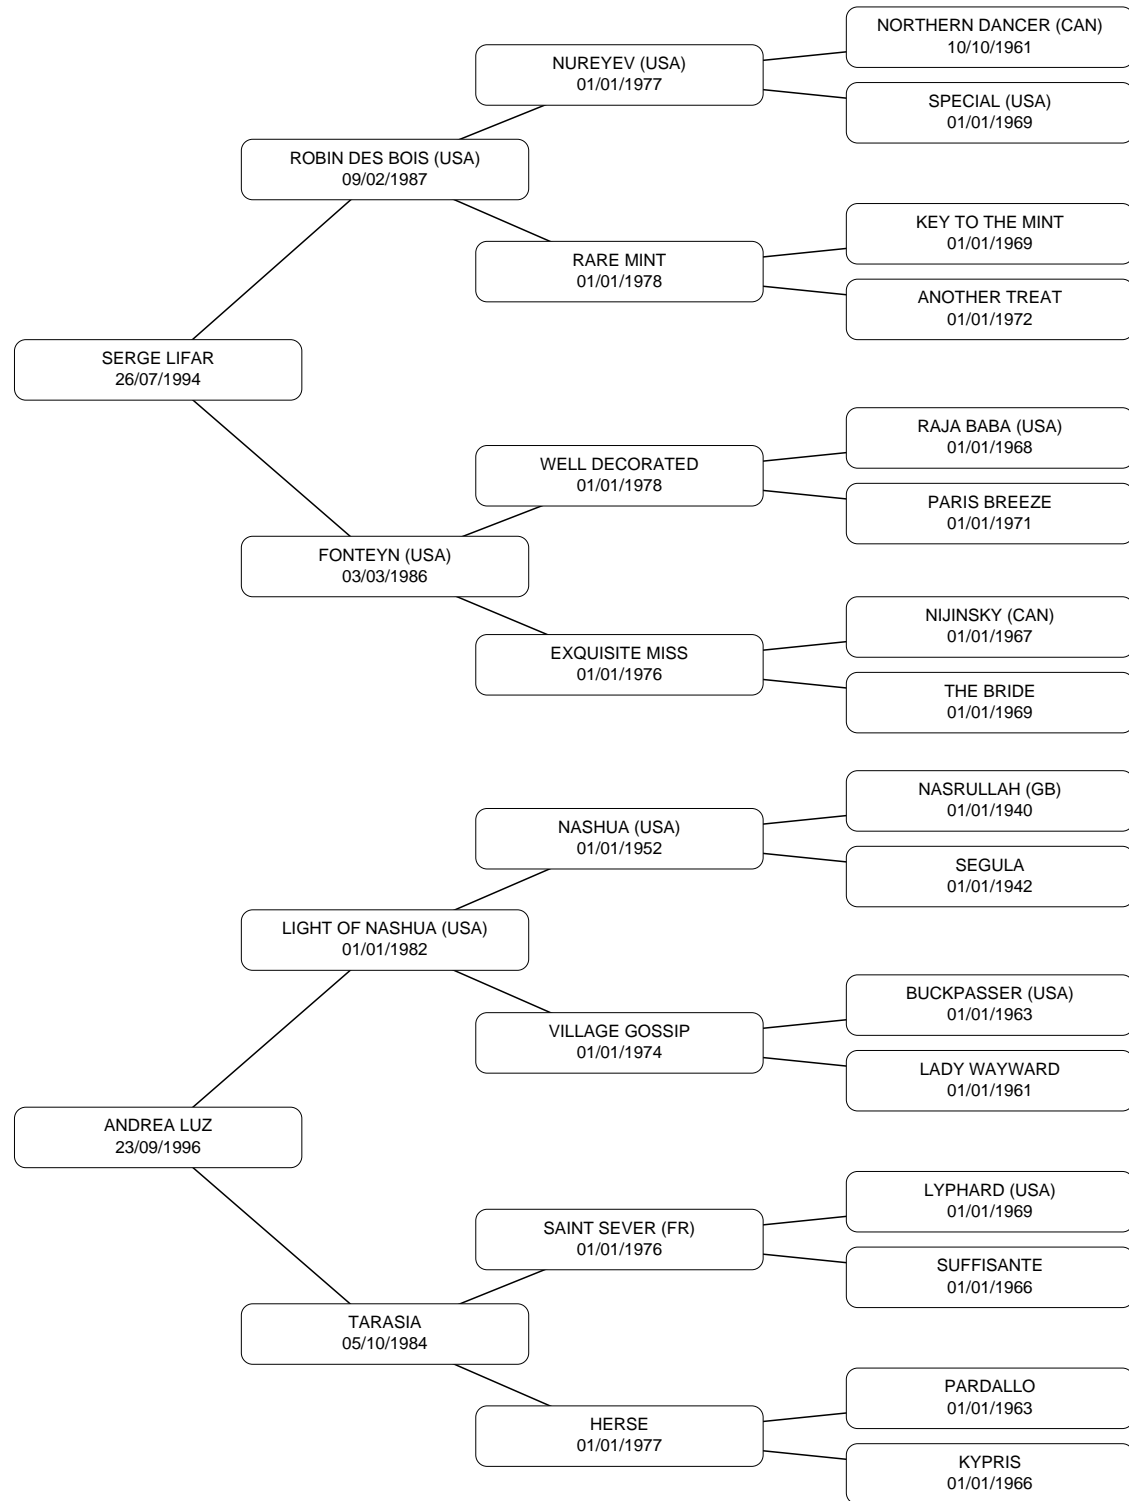 NORTHERN DANCER (CAN)
10/10/1961
NUREYEV (USA)
01/01/1977
SPECIAL (USA)
01/01/1969
ROBIN DES BOIS (USA)
09/02/1987
KEY TO THE MINT
01/01/1969
RARE MINT
01/01/1978
ANOTHER TREAT
01/01/1972
SERGE LIFAR
26/07/1994
RAJA BABA (USA)
01/01/1968
WELL DECORATED
01/01/1978
PARIS BREEZE
01/01/1971
FONTEYN (USA)
03/03/1986
NIJINSKY (CAN)
01/01/1967
EXQUISITE MISS
01/01/1976
THE BRIDE
01/01/1969
NASRULLAH (GB)
01/01/1940
NASHUA (USA)
01/01/1952
SEGULA
01/01/1942
LIGHT OF NASHUA (USA)
01/01/1982
BUCKPASSER (USA)
01/01/1963
VILLAGE GOSSIP
01/01/1974
LADY WAYWARD
01/01/1961
ANDREA LUZ
23/09/1996
LYPHARD (USA)
01/01/1969
SAINT SEVER (FR)
01/01/1976
SUFFISANTE
01/01/1966
TARASIA
05/10/1984
PARDALLO
01/01/1963
HERSE
01/01/1977
KYPRIS
01/01/1966